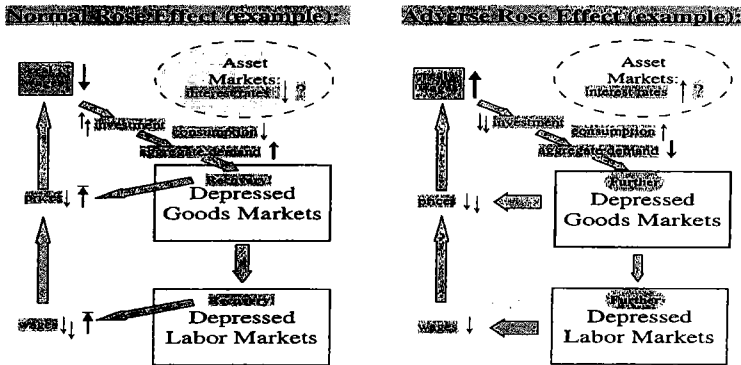 Normal Rose Effect (example):
Asset
Markets:
interest rates ↓ ?
investment
consumption ↓
aggregate demand ↑
Recovery
Depressed
Goods Markets
prices
Recovery
Depressed
Labor Markets
wages
Adverse Rose Effect (example):
Asset
Markets:
interest rates ↑ ?
investment
consumption ↑
aggregate demand ↓
Further
Depressed
Goods Markets
prices
Further
Depressed
Labor Markets
wages ↓